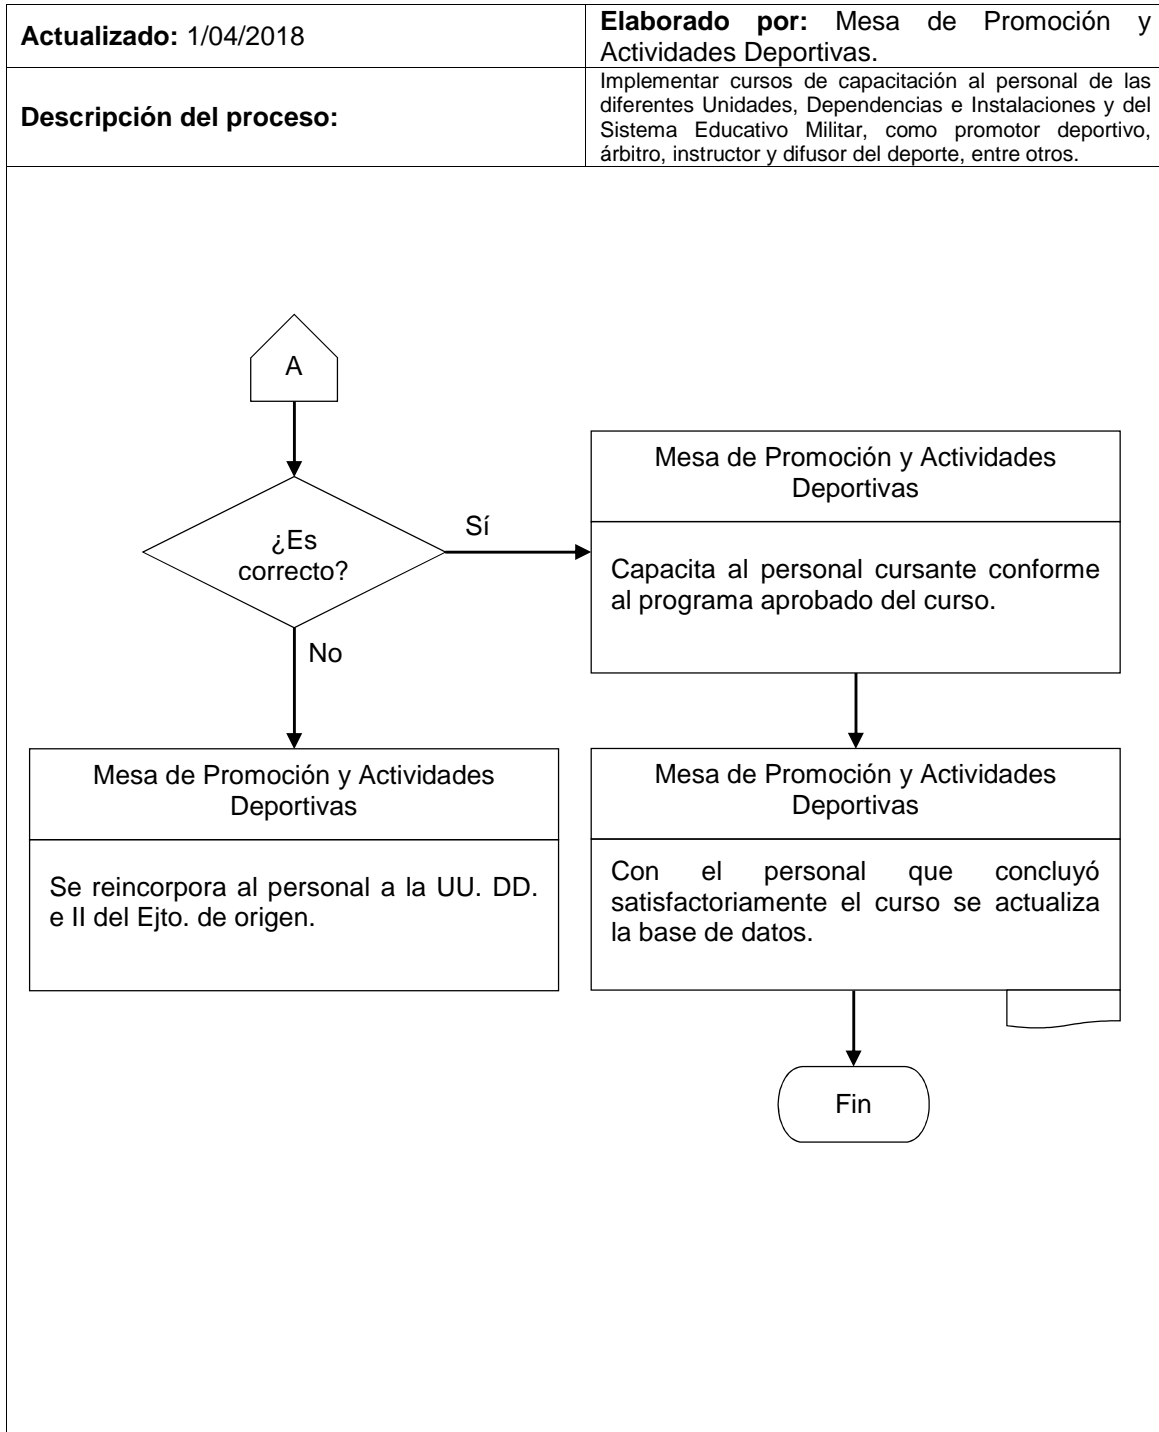 Actualizado: 1/04/2018
Elaborado por: Mesa de Promoción y
Actividades Deportivas.
Descripción del proceso:
Implementar cursos de capacitación al personal de las
diferentes Unidades, Dependencias e Instalaciones y del
Sistema Educativo Militar, como promotor deportivo,
árbitro, instructor y difusor del deporte, entre otros.
A
¿Es
correcto?
Sí
No
Mesa de Promoción y Actividades
Deportivas
Capacita al personal cursante conforme
al programa aprobado del curso.
Mesa de Promoción y Actividades
Deportivas
Se reincorpora al personal a la UU. DD.
e II del Ejto. de origen.
Mesa de Promoción y Actividades
Deportivas
Con el personal que concluyó
satisfactoriamente el curso se actualiza
la base de datos.
Fin